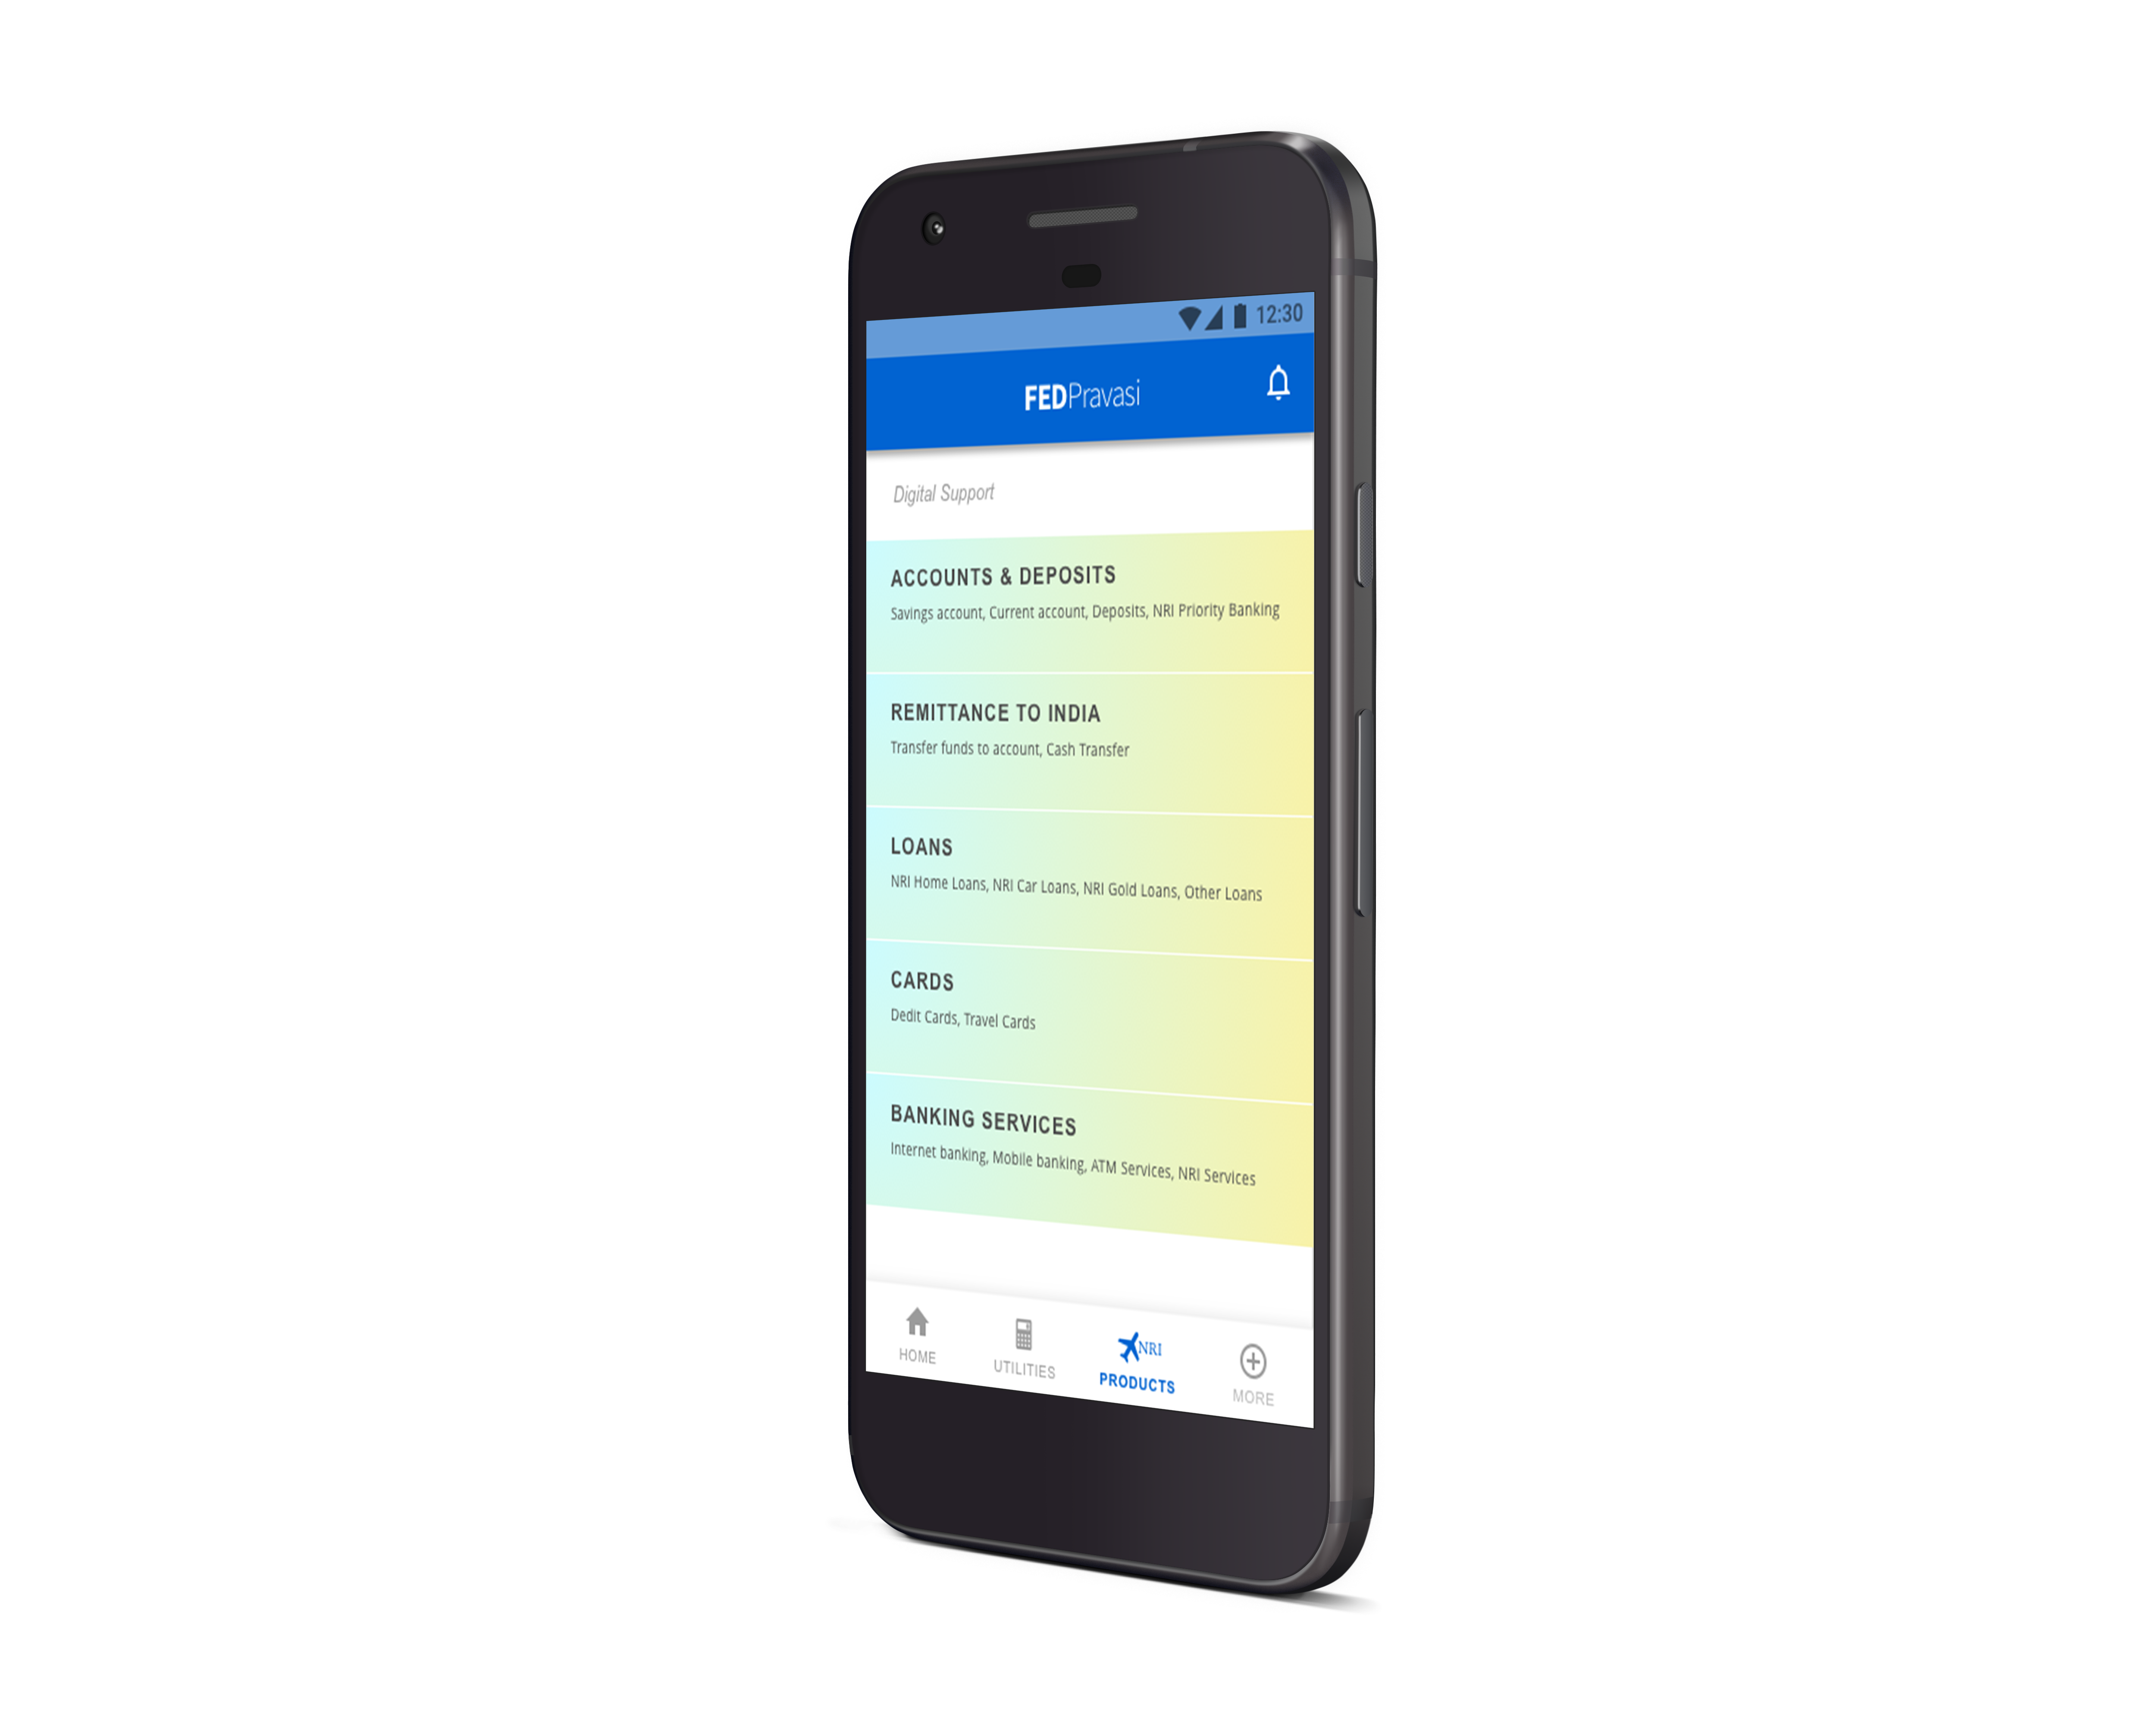 12:30
FEDPravasi
Digital Support
ACCOUNTS & DEPOSITS
Savings account, Current account, Deposits, NRI Priority Banking
REMITTANCE TO INDIA
Transfer funds to account, Cash Transfer
LOANS
NRI Home Loans, NRI Car Loans, NRI Gold Loans, Other Loans
CARDS
Dedit Cards, Travel Cards
BANKING SERVICES
Internet banking, Mobile banking, ATM Services, NRI Services
NRI
HOME
UTILITIES
PRODUCTS
MORE